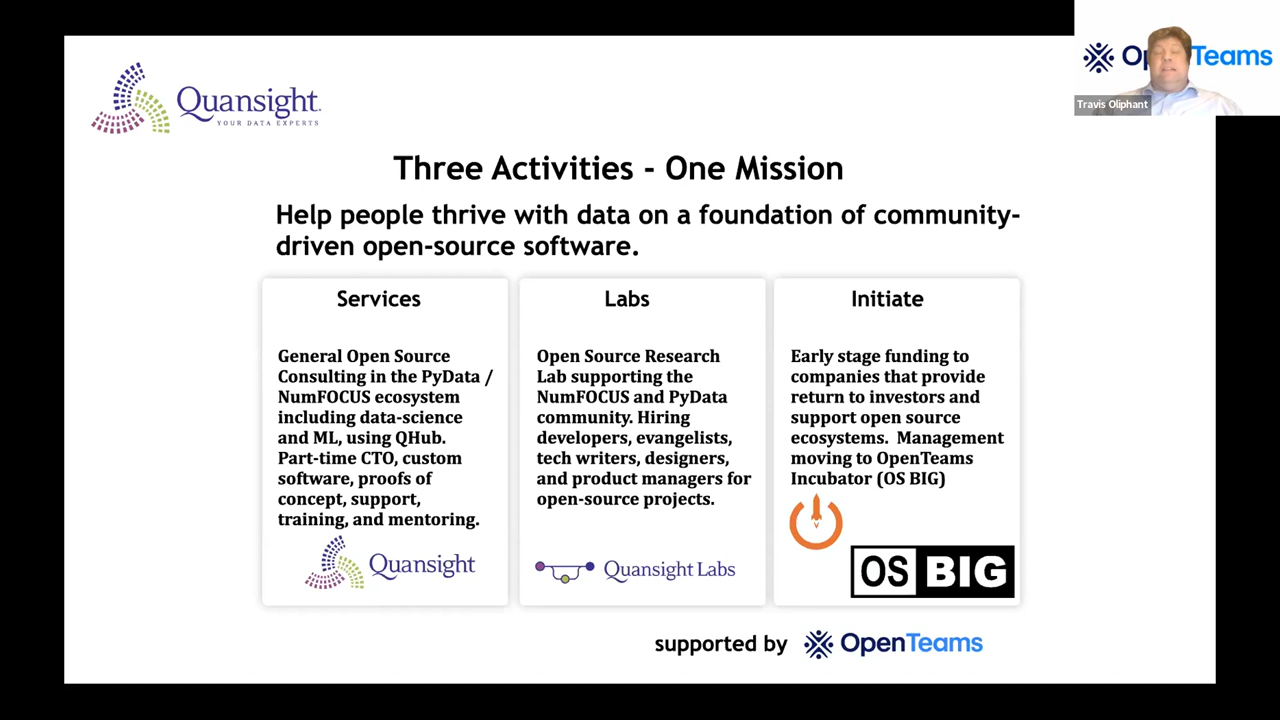 Quansight
YOUR DATA EXPERTS
OpenTeams
Travis Oliphant
Three Activities - One Mission
Help people thrive with data on a foundation of community-
driven open-source software.
Services
General Open Source
Consulting in the PyData /
NumFOCUS ecosystem
including data-science
and ML, using QHub.
Part-time CTO, custom
software, proofs of
concept, support,
training, and mentoring.
Quansight
Labs
Open Source Research
Lab supporting the
NumFOCUS and PyData
community. Hiring
developers, evangelists,
tech writers, designers,
and product managers for
open-source projects.
Quansight Labs
Initiate
Early stage funding to
companies that provide
return to investors and
support open source
ecosystems. Management
moving to OpenTeams
Incubator (OS BIG)
OS BIG
supported by OpenTeams